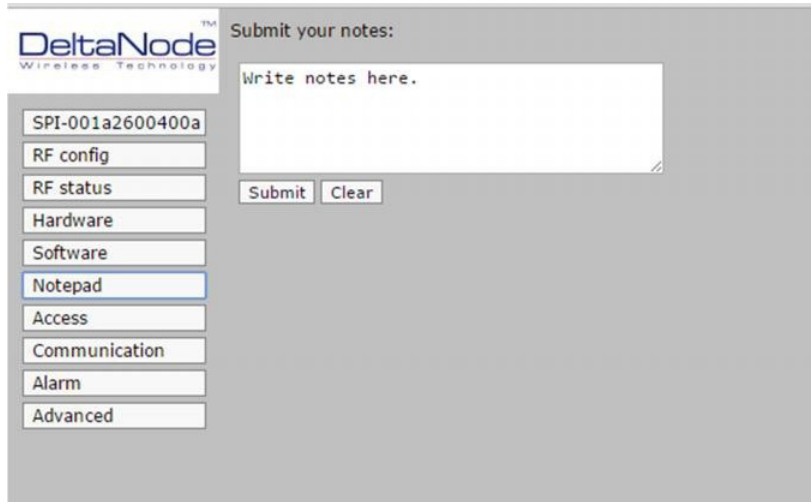 DeltaNode™
Wireless Technology
SPI-001a2600400a
RF config
RF status
Hardware
Software
Notepad
Access
Communication
Alarm
Advanced
Submit your notes:
Write notes here.
Submit Clear